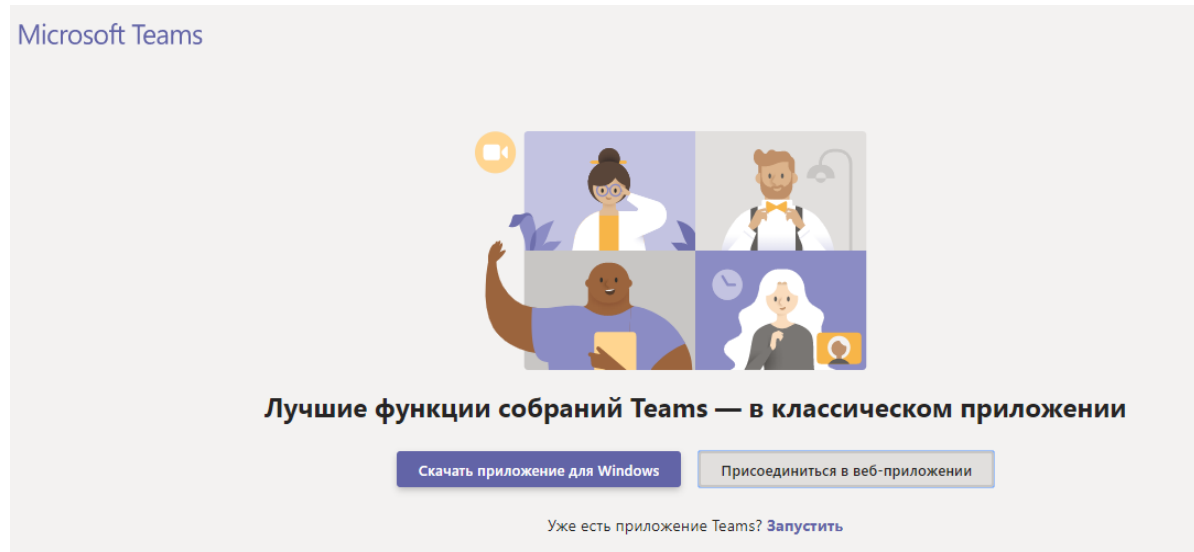 Microsoft Teams
Лучшие функции собраний Teams — в классическом приложении
Скачать приложение для Windows
Присоединиться в веб-приложении
Уже есть приложение Teams? Запустить